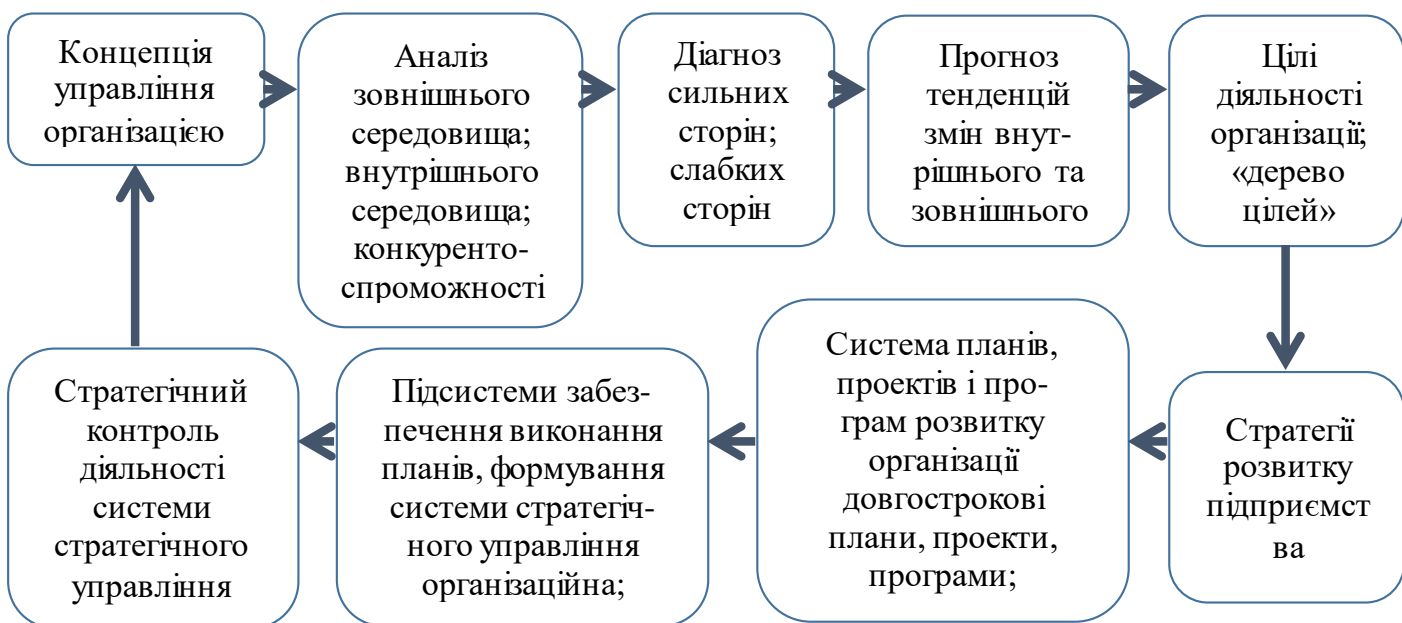 Концепція
управління
організацією
Аналіз
зовнішнього
середовища;
внутрішнього
середовища;
конкуренто-
спроможності
Діагноз
сильних
сторін;
слабких
сторін
Прогноз
тенденцій
змін внут-
рішнього та
зовнішнього
Цілі
діяльності
організації;
«дерево
цілей»
Стратегії
розвитку
підприємст
ва
Система планів,
проектів і про-
грам розвитку
організації
довгострокові
плани, проекти,
програми;
Підсистеми забез-
печення виконання
планів, формування
системи стратегіч-
ного управління
організаційна;
Стратегічний
контроль
діяльності
системи
стратегічного
управління